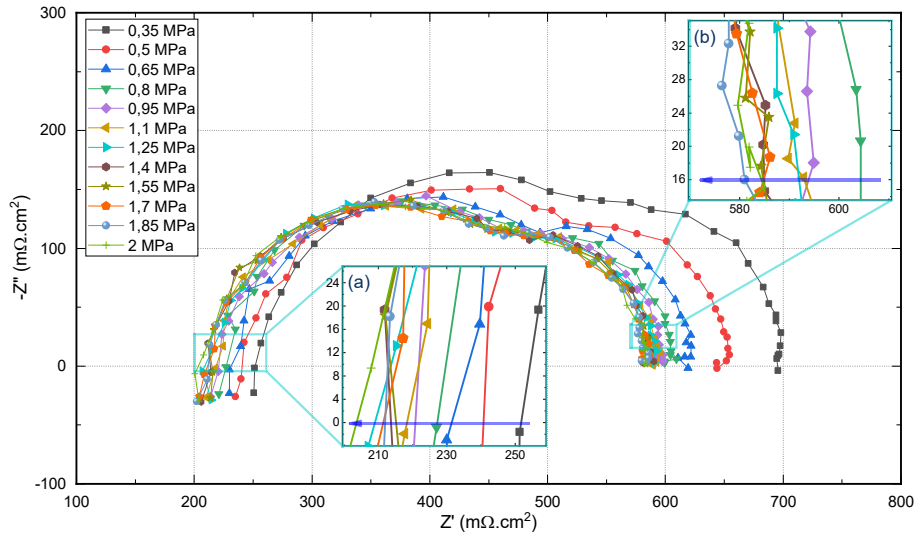 300
200
150
100
0
-100
-Z" (mΩ.cm²)
0,35 MPa
0,5 MPa
0,65 MPa
0,8 MPa
0,95 MPa
1,1 MPa
1,25 MPa
1,4 MPa
1,55 MPa
1,7 MPa
1,85 MPa
2 MPa
(b)
32
28
24
20
16
580 600
(a)
24
20
16
12
8
4
0
210 230 250
100 200 300 400 500 600 700 800
Z' (mΩ.cm²)